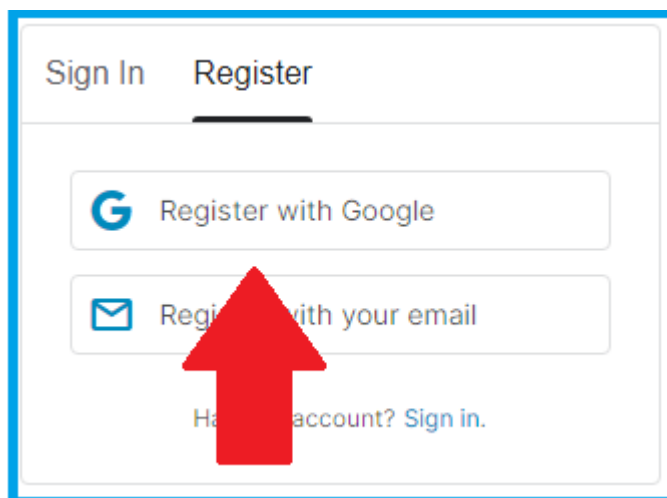 Sign In Register
Register with Google
with your email
account? Sign in.